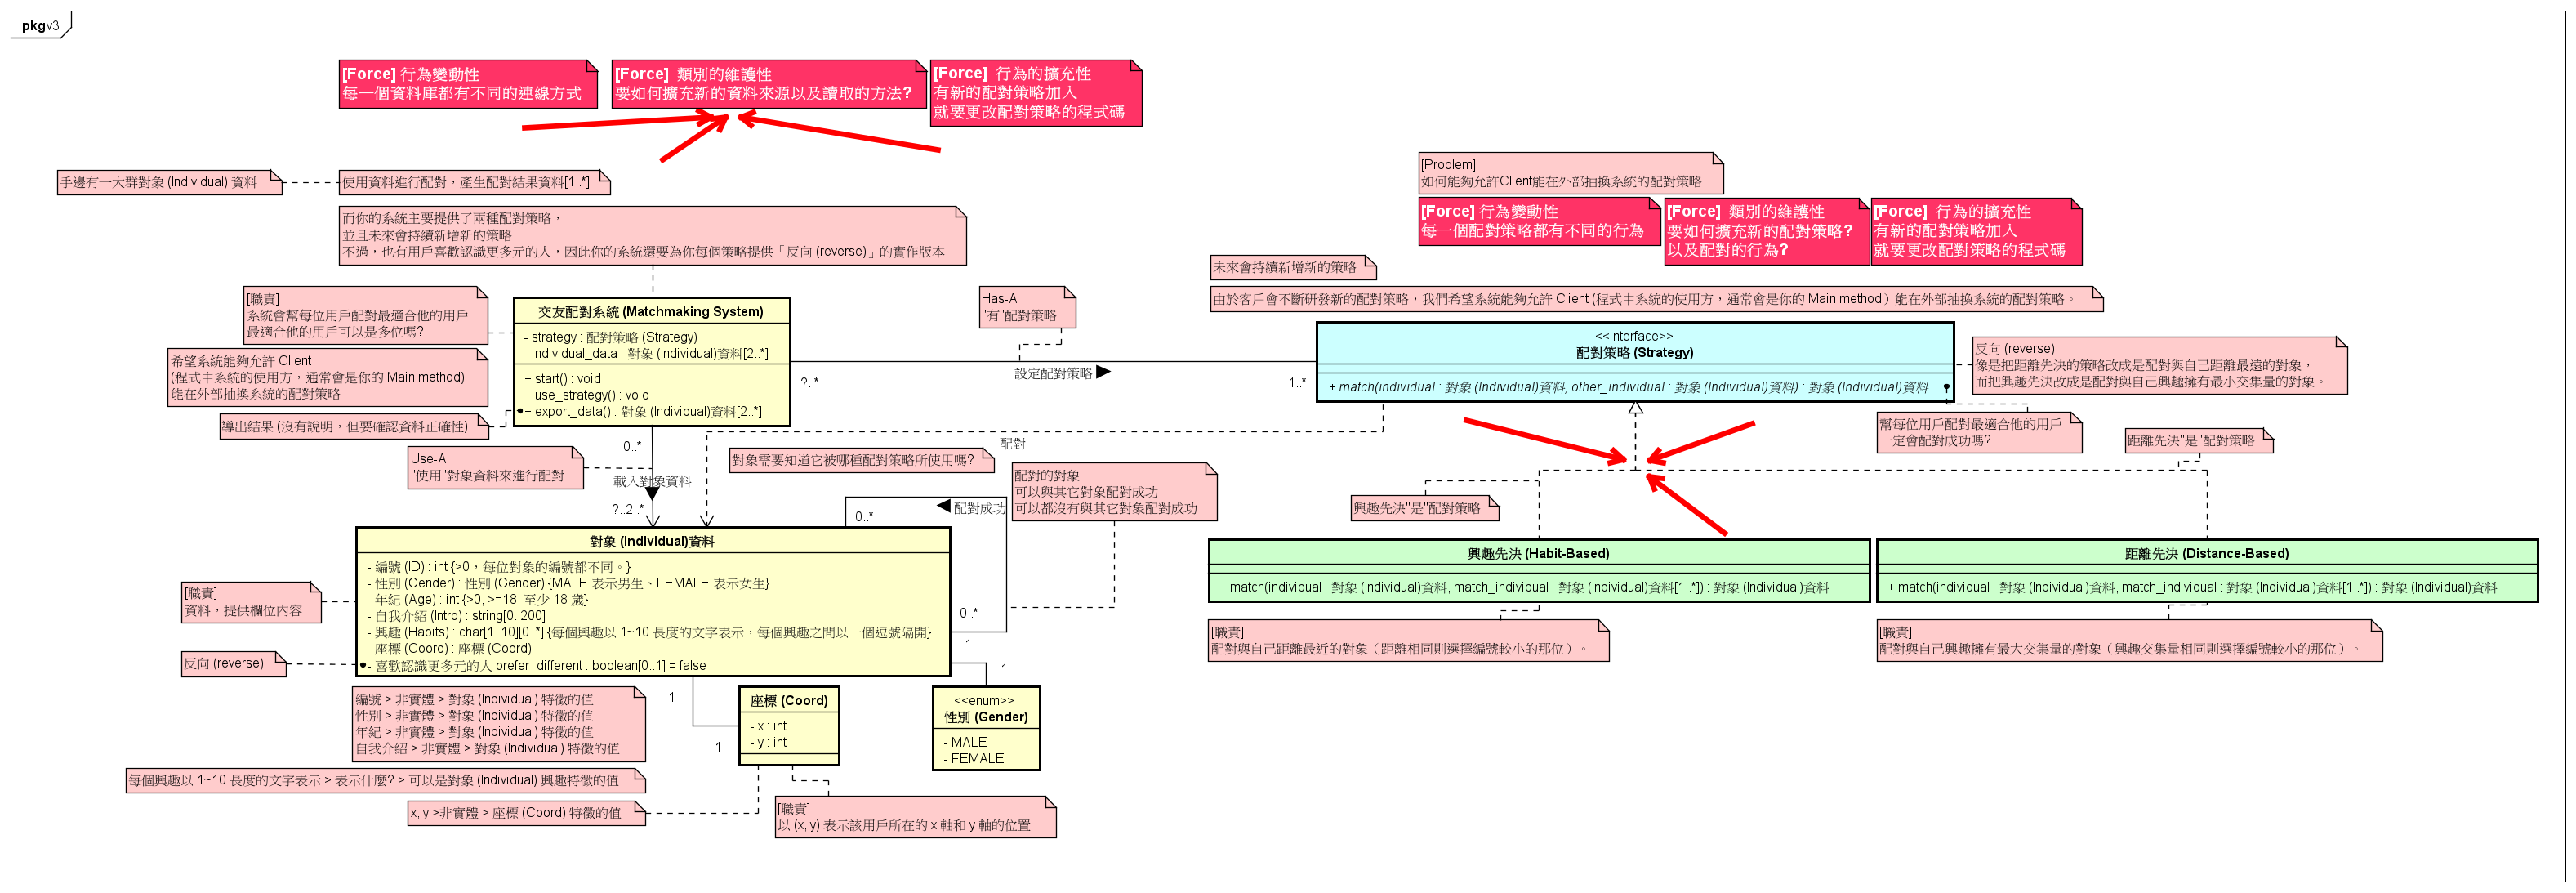 pkg v3
[Force] 行為變動性
每一個資料庫都有不同的連線方式
[Force] 類別的維護性
要如何擴充新的資料來源以及讀取的方法?
[Force] 行為的擴充性
有新的配對策略加入
就要更改配對策略的程式碼
手邊有一大群對象 (Individual) 資料
使用資料進行配對，產生配對結果資料[1..*]
而你的系統主要提供了兩種配對策略，
並且未來會持續新增新的策略
不過，也有用戶喜歡認識更多元的人，因此你的系統還要為你每個策略提供「反向 (reverse)」的實作版本
[Problem]
如何能夠允許Client能在外部抽換系統的配對策略
[Force] 行為變動性
每一個配對策略都有不同的行為
[Force] 類別的維護性
要如何擴充新的配對策略?
以及配對的行為?
[Force] 行為的擴充性
有新的配對策略加入
就要更改配對策略的程式碼
未來會持續新增新的策略
由於客戶會不斷研發新的配對策略，我們希望系統能夠允許 Client (程式中系統的使用方，通常會是你的 Main method）能在外部抽換系統的配對策略。
[職責]
系統會幫每位用戶配對最適合他的用戶
最適合他的用戶可以是多位嗎?
希望系統能夠允許 Client
(程式中系統的使用方，通常會是你的 Main method)
能在外部抽換系統的配對策略
導出結果 (沒有說明，但要確認資料正確性)
交友配對系統 (Matchmaking System)
- strategy : 配對策略 (Strategy)
- individual_data : 對象 (Individual)資料[2..*]
+ start() : void
+ use_strategy() : void
+ export_data() : 對象 (Individual)資料[2..*]
Has-A
"有"配對策略
?..*
設定配對策略
1..*
<<interface>>
配對策略 (Strategy)
+ match(individual : 對象 (Individual)資料, other_individual : 對象 (Individual)資料) : 對象 (Individual)資料
反向 (reverse)
像是把距離先決的策略改成是配對與自己距離最遠的對象，
而把興趣先決改成是配對與自己興趣擁有最小交集量的對象。
幫每位用戶配對最適合他的用戶
一定會配對成功嗎?
距離先決"是"配對策略
興趣先決"是"配對策略
0..*
Use-A
"使用"對象資料來進行配對
載入對象資料
?..2..*
配對
對象需要知道它被哪種配對策略所使用嗎?
配對的對象
可以與其它對象配對成功
可以都沒有與其它對象配對成功
0..*
配對成功
0..*
對象 (Individual)資料
- 編號 (ID) : int {>0，每位對象的編號都不同。}
- 性別 (Gender) : 性別 (Gender) {MALE 表示男生、FEMALE 表示女生}
- 年紀 (Age) : int {>0, >=18, 至少 18 歲}
- 自我介紹 (Intro) : string[0..200]
- 興趣 (Habits) : char[1..10][0..*] {每個興趣以 1~10 長度的文字表示，每個興趣之間以一個逗號隔開}
- 座標 (Coord) : 座標 (Coord)
- 喜歡認識更多元的人 prefer_different : boolean[0..1] = false
[職責]
資料，提供欄位內容
反向 (reverse)
興趣先決 (Habit-Based)
+ match(individual : 對象 (Individual)資料, match_individual : 對象 (Individual)資料[1..*]) : 對象 (Individual)資料
距離先決 (Distance-Based)
+ match(individual : 對象 (Individual)資料, match_individual : 對象 (Individual)資料[1..*]) : 對象 (Individual)資料
[職責]
配對與自己距離最近的對象（距離相同則選擇編號較小的那位）。
[職責]
配對與自己興趣擁有最大交集量的對象（興趣交集量相同則選擇編號較小的那位）。
1
1
1
1
編號 > 非實體 > 對象 (Individual) 特徵的值
性別 > 非實體 > 對象 (Individual) 特徵的值
年紀 > 非實體 > 對象 (Individual) 特徵的值
自我介紹 > 非實體 > 對象 (Individual) 特徵的值
每個興趣以 1~10 長度的文字表示 > 表示什麼? > 可以是對象 (Individual) 興趣特徵的值
x, y >非實體 > 座標 (Coord) 特徵的值
座標 (Coord)
- x : int
- y : int
<<enum>>
性別 (Gender)
- MALE
- FEMALE
[職責]
以 (x, y) 表示該用戶所在的 x 軸和 y 軸的位置